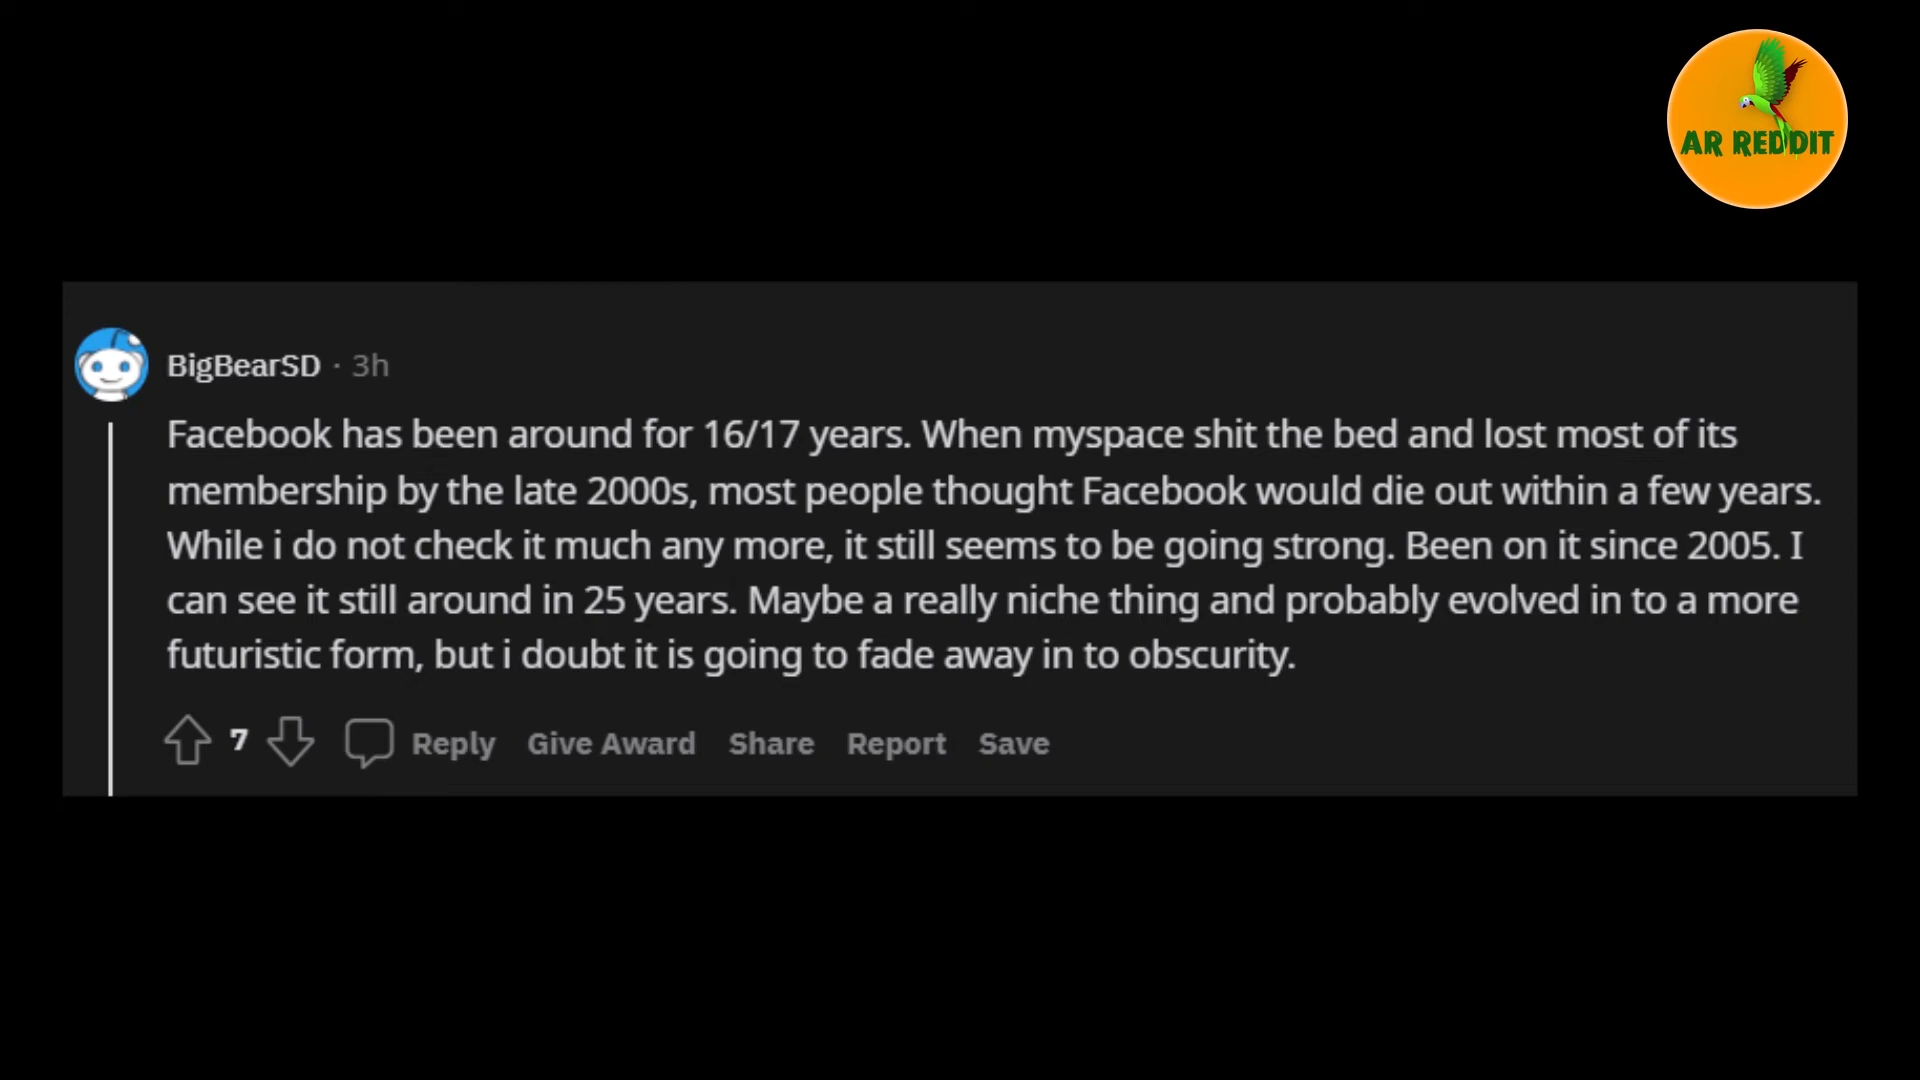 AR REDDIT
BigBearSD · 3h
Facebook has been around for 16/17 years. When myspace shit the bed and lost most of its
membership by the late 2000s, most people thought Facebook would die out within a few years.
While i do not check it much any more, it still seems to be going strong. Been on it since 2005. I
can see it still around in 25 years. Maybe a really niche thing and probably evolved in to a more
futuristic form, but i doubt it is going to fade away in to obscurity.
7 Reply Give Award Share Report Save